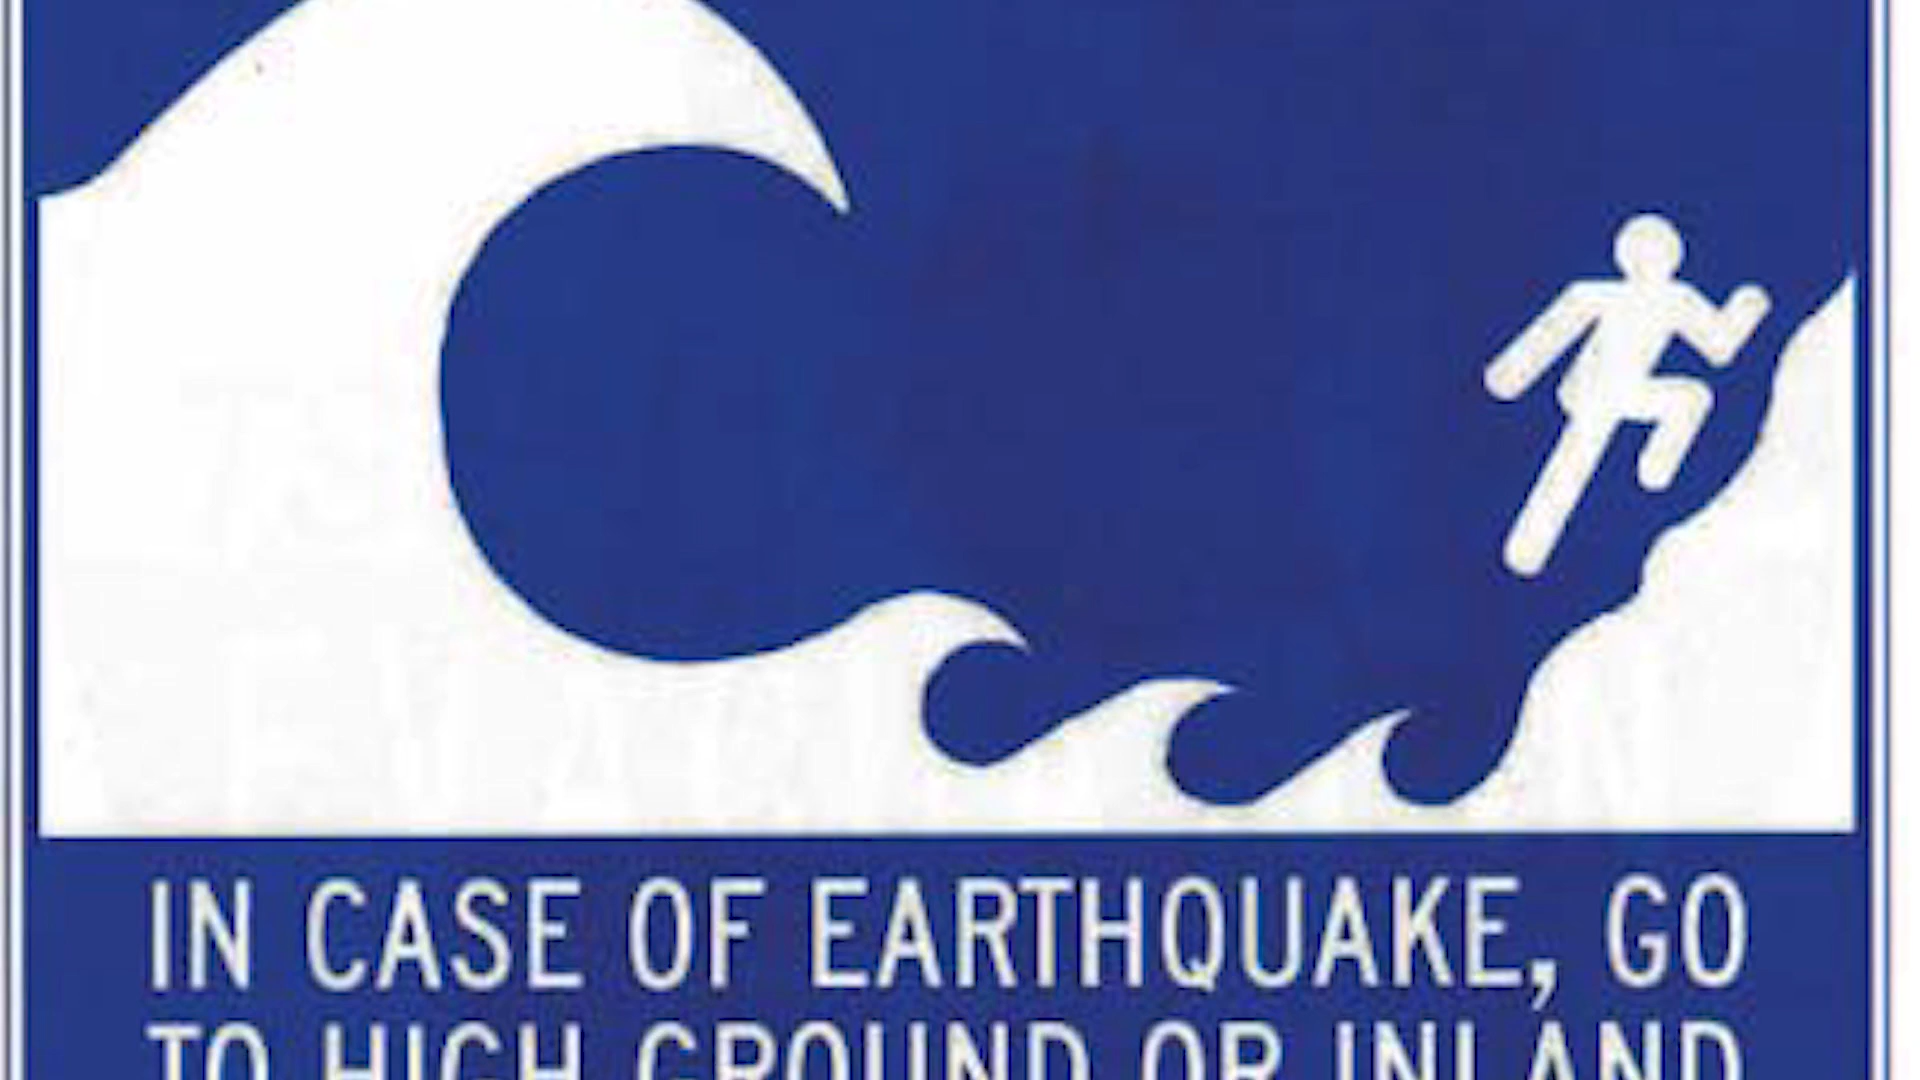 IN CASE OF EARTHQUAKE, GO
TO HIGH GROUND OR INLAND